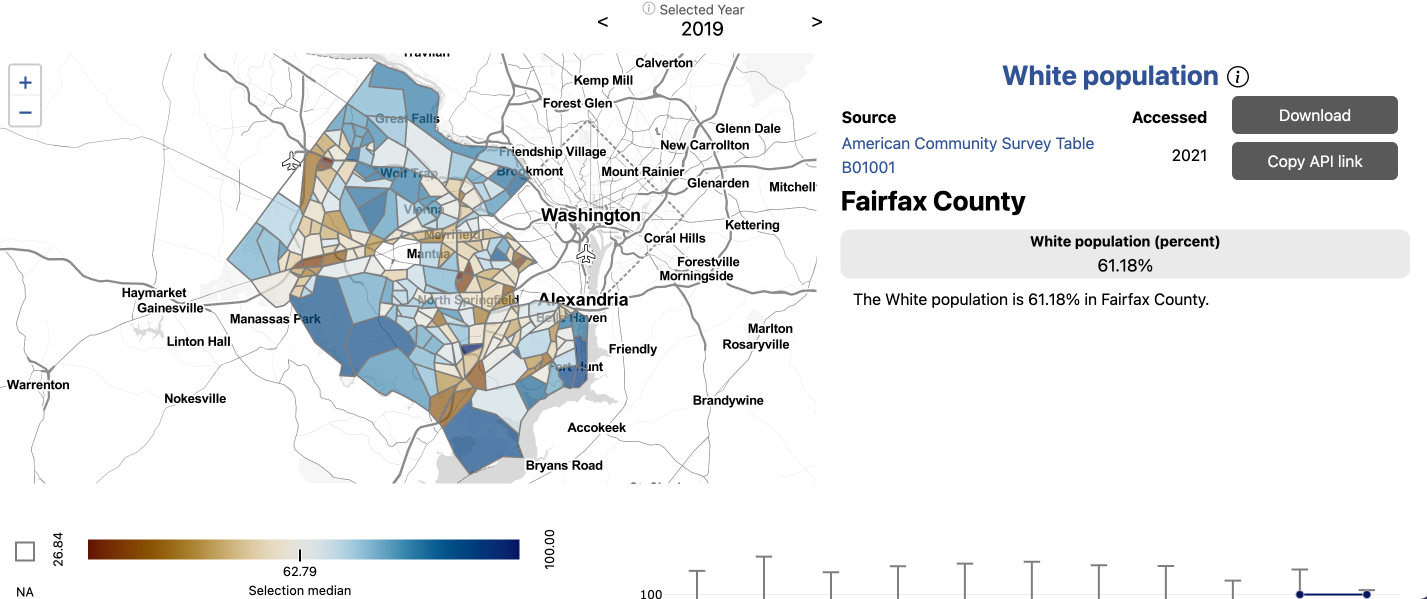 Selected Year
< 2019 >
+
−
Calverton
Kemp Mill
Forest Glen
Great Falls
Glenn Dale
New Carrollton
Friendship Village
Wolf Trap
Brookmont
Mount Rainier
Glenarden
Mitchell
Vienna
Washington
Kettering
Merrifield
Coral Hills
Mantua
Forestville
Morningside
Haymarket
Gainesville
North Springfield
Alexandria
Manassas Park
Belle Haven
Marlton
Linton Hall
Rosaryville
Friendly
Fort Hunt
Warrenton
Nokesville
Brandywine
Accokeek
Bryans Road
White population
Source
Accessed
Download
American Community Survey Table
B01001
2021
Copy API link
Fairfax County
White population (percent)
61.18%
The White population is 61.18% in Fairfax County.
NA
26.84
62.79
Selection median
100.00
100